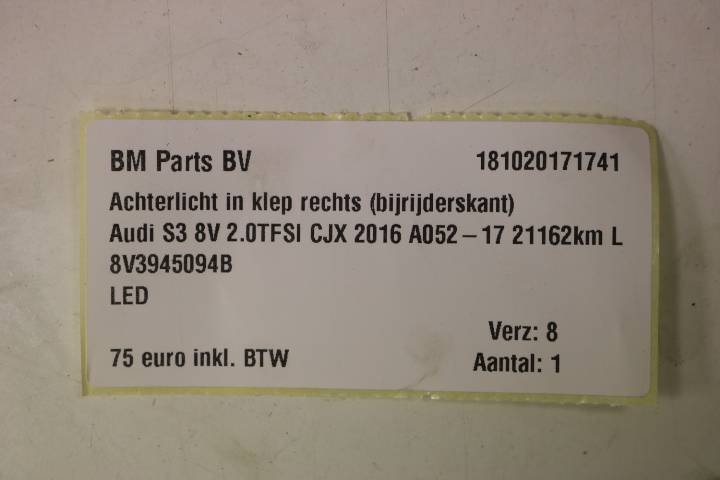 BM Parts BV 181020171741
Achterlicht in klep rechts (bijrijderskant)
Audi S3 8V 2.0TFSI CJX 2016 A052-17 21162km L
8V3945094B
LED
Verz: 8
75 euro inkl. BTW Aantal: 1